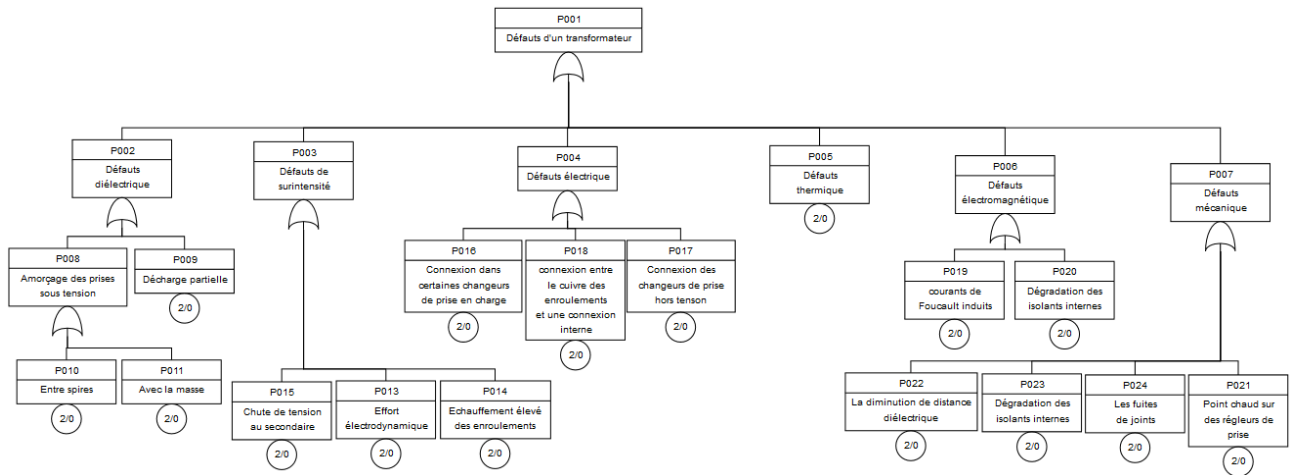 P001
Défauts d'un transformateur
P002
Défauts
diélectrique
P003
Défauts de
surintensité
P004
Défauts électrique
P005
Défauts
thermique
2/0
P006
Défauts
électromagnétique
P007
Défauts
mécanique
P008
Amorçage des prises
sous tension
P009
Décharge partielle
2/0
P016
Connexion dans
certaines changeurs
de prise en charge
2/0
P018
connexion entre
le cuivre des
enroulements
et une connexion
interne
2/0
P017
Connexion des
changeurs de prise
hors tenson
2/0
P019
courants de
Foucault induits
2/0
P020
Dégradation des
isolants internes
2/0
P010
Entre spires
2/0
P011
Avec la masse
2/0
P015
Chute de tension
au secondaire
2/0
P013
Effort
électrodynamique
2/0
P014
Echauffement élevé
des enroulements
2/0
P022
La diminution de distance
diélectrique
2/0
P023
Dégradation des
isolants internes
2/0
P024
Les fuites
de joints
2/0
P021
Point chaud sur
des régleurs de
prise
2/0